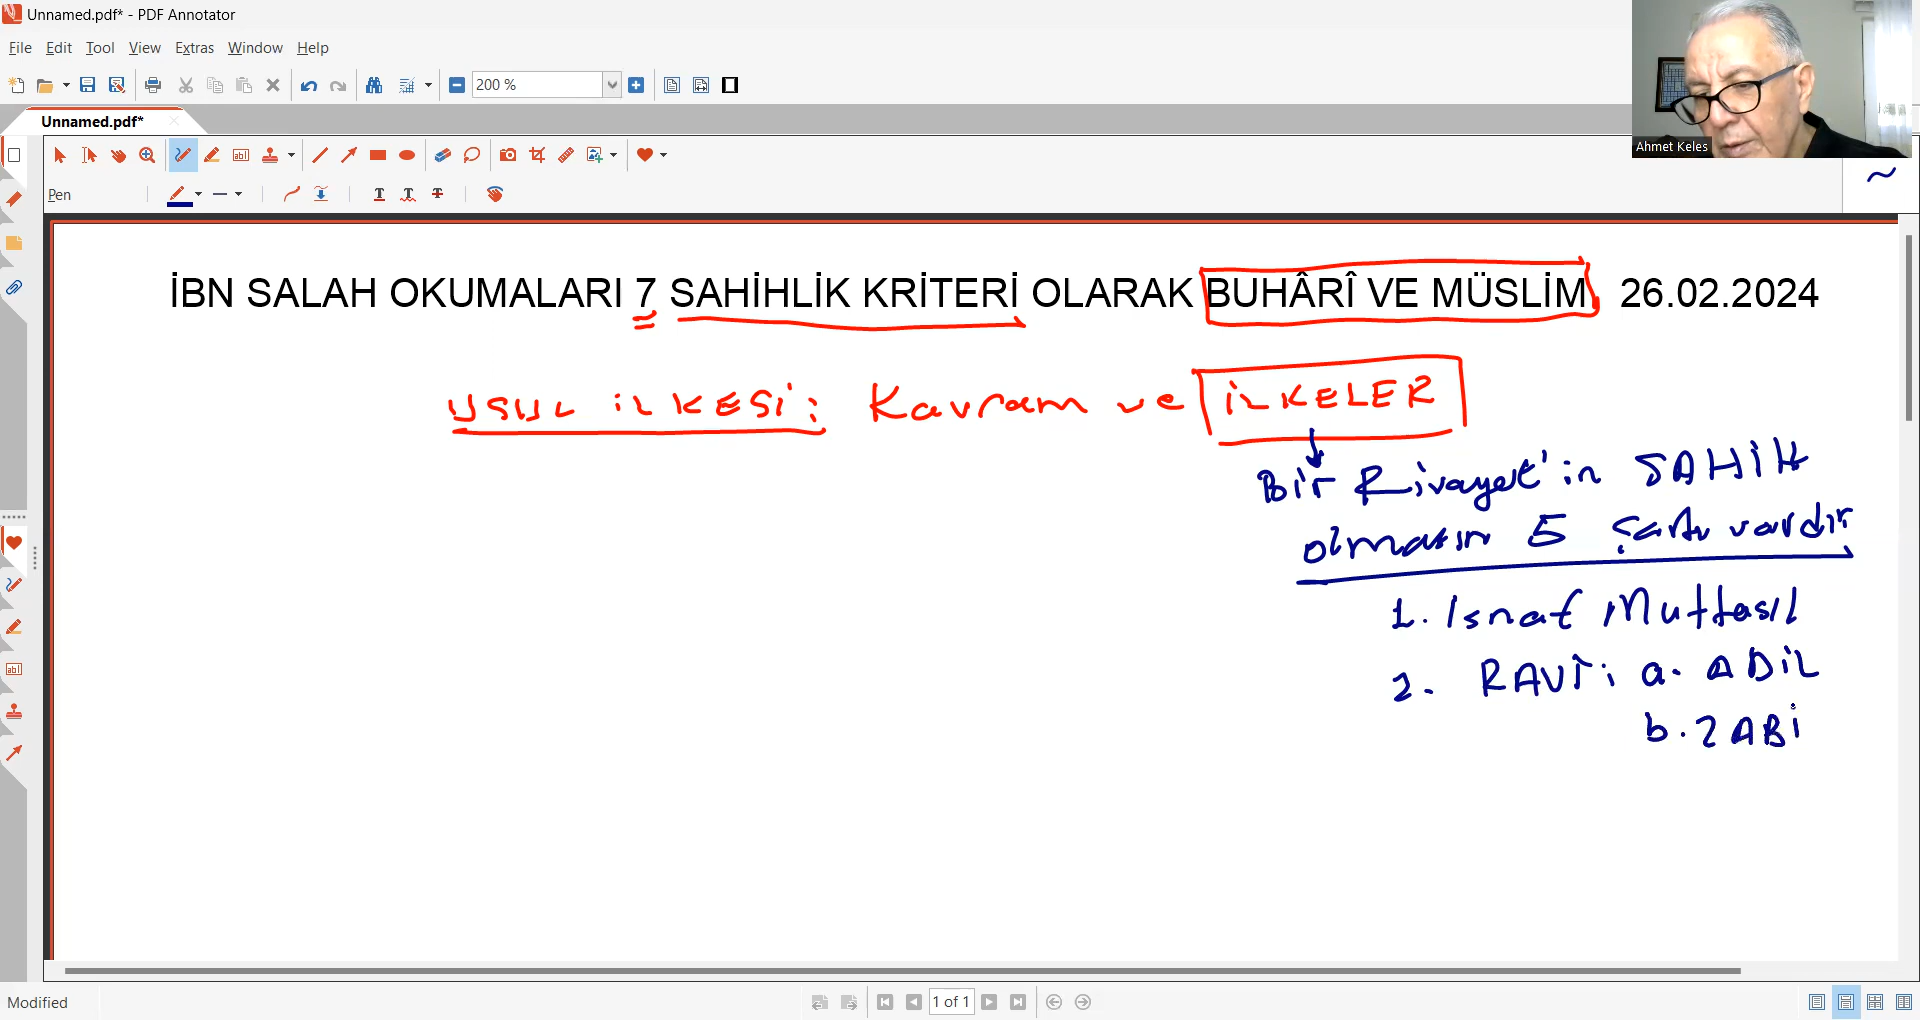 Unnamed.pdf* - PDF Annotator
File Edit Tool View Extras Window Help
200 %
Unnamed.pdf*
Ahmet Keles
Pen
İBN SALAH OKUMALARI 7 SAHİHLİK KRİTERİ OLARAK BUHÂRÎ VE MÜSLİM 26.02.2024
USUL İLKESİ: Kavram ve İLKELER
Bir Rivayet'in SAHİH
olmasın 5 şartı vardır
1. Isnat Muttasıl
2. RAVİ: a. ADİL
b. ZABİ
Modified
1 of 1